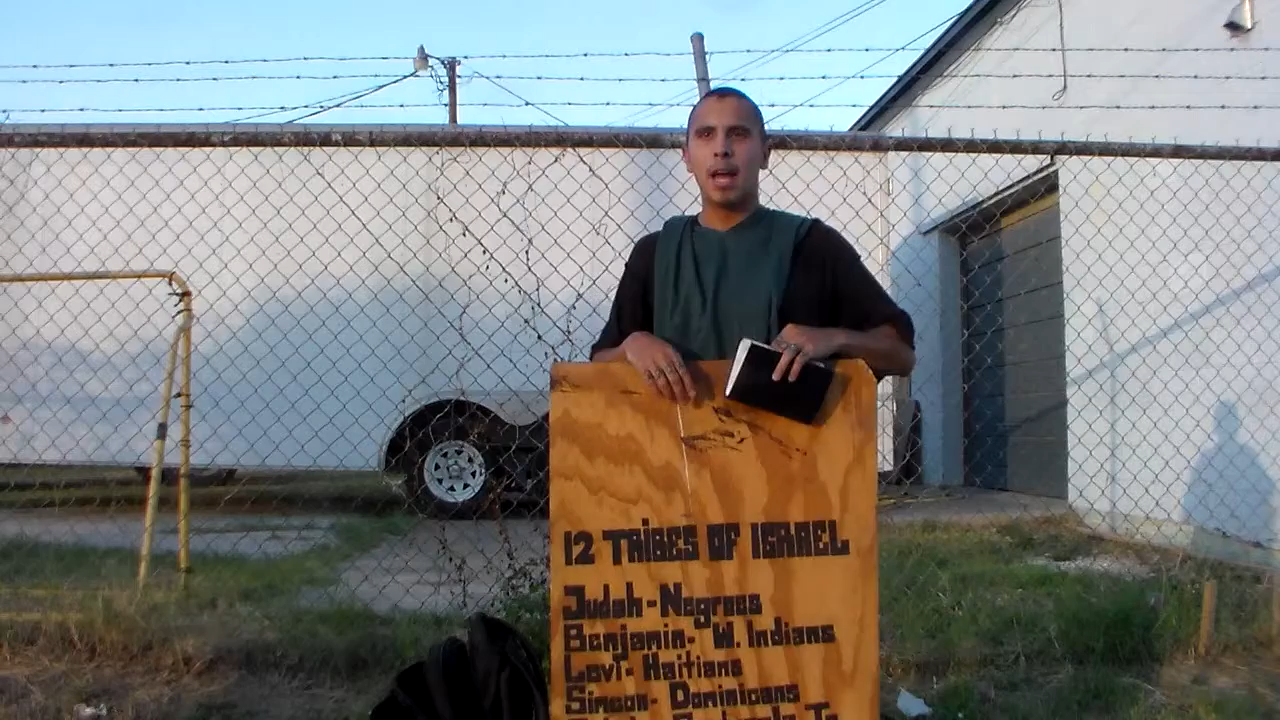 12 TRIBES OF ISRAEL
Judah - Negroes
Benjamin - W. Indians
Levi - Haitians
Simeon - Dominicans